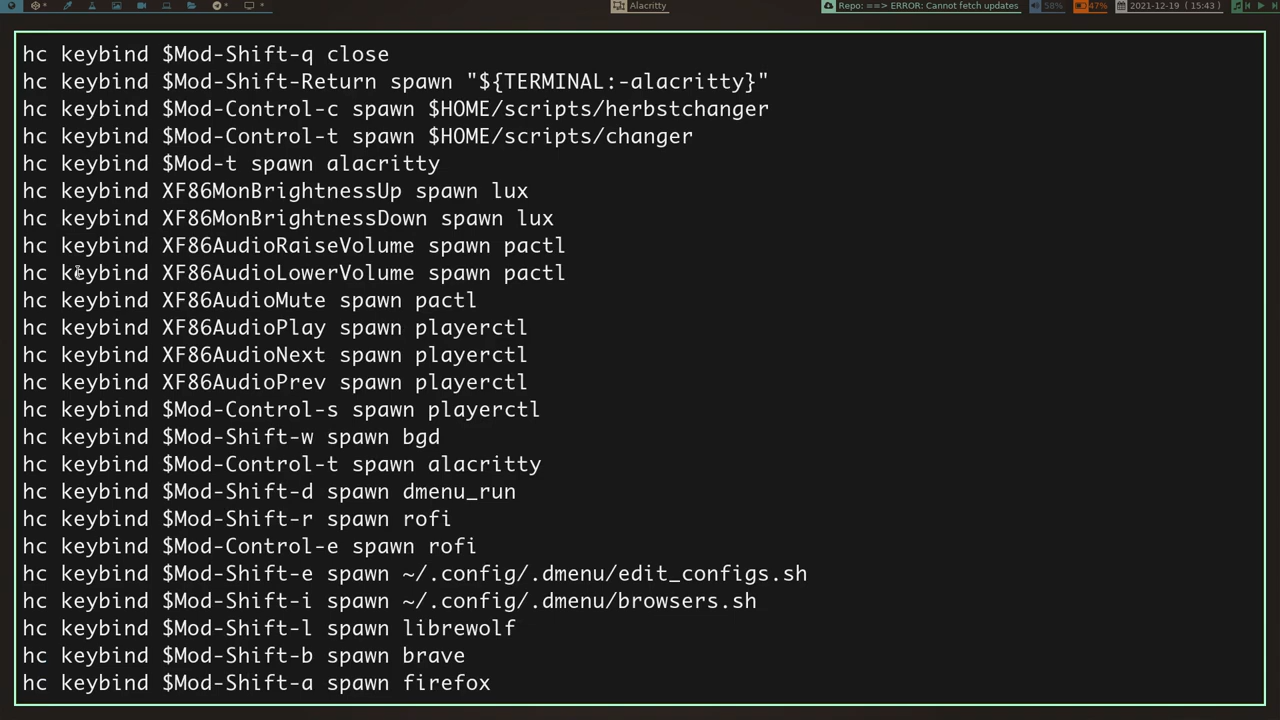 Alacritty
Repo: ==> ERROR: Cannot fetch updates
58%
47%
2021-12-19 (15:43)
hc keybind $Mod-Shift-q close
hc keybind $Mod-Shift-Return spawn "${TERMINAL:-alacritty}"
hc keybind $Mod-Control-c spawn $HOME/scripts/herbstchanger
hc keybind $Mod-Control-t spawn $HOME/scripts/changer
hc keybind $Mod-t spawn alacritty
hc keybind XF86MonBrightnessUp spawn lux
hc keybind XF86MonBrightnessDown spawn lux
hc keybind XF86AudioRaiseVolume spawn pactl
hc keybind XF86AudioLowerVolume spawn pactl
hc keybind XF86AudioMute spawn pactl
hc keybind XF86AudioPlay spawn playerctl
hc keybind XF86AudioNext spawn playerctl
hc keybind XF86AudioPrev spawn playerctl
hc keybind $Mod-Control-s spawn playerctl
hc keybind $Mod-Shift-w spawn bgd
hc keybind $Mod-Control-t spawn alacritty
hc keybind $Mod-Shift-d spawn dmenu_run
hc keybind $Mod-Shift-r spawn rofi
hc keybind $Mod-Control-e spawn rofi
hc keybind $Mod-Shift-e spawn ~/.config/.dmenu/edit_configs.sh
hc keybind $Mod-Shift-i spawn ~/.config/.dmenu/browsers.sh
hc keybind $Mod-Shift-l spawn librewolf
hc keybind $Mod-Shift-b spawn brave
hc keybind $Mod-Shift-a spawn firefox